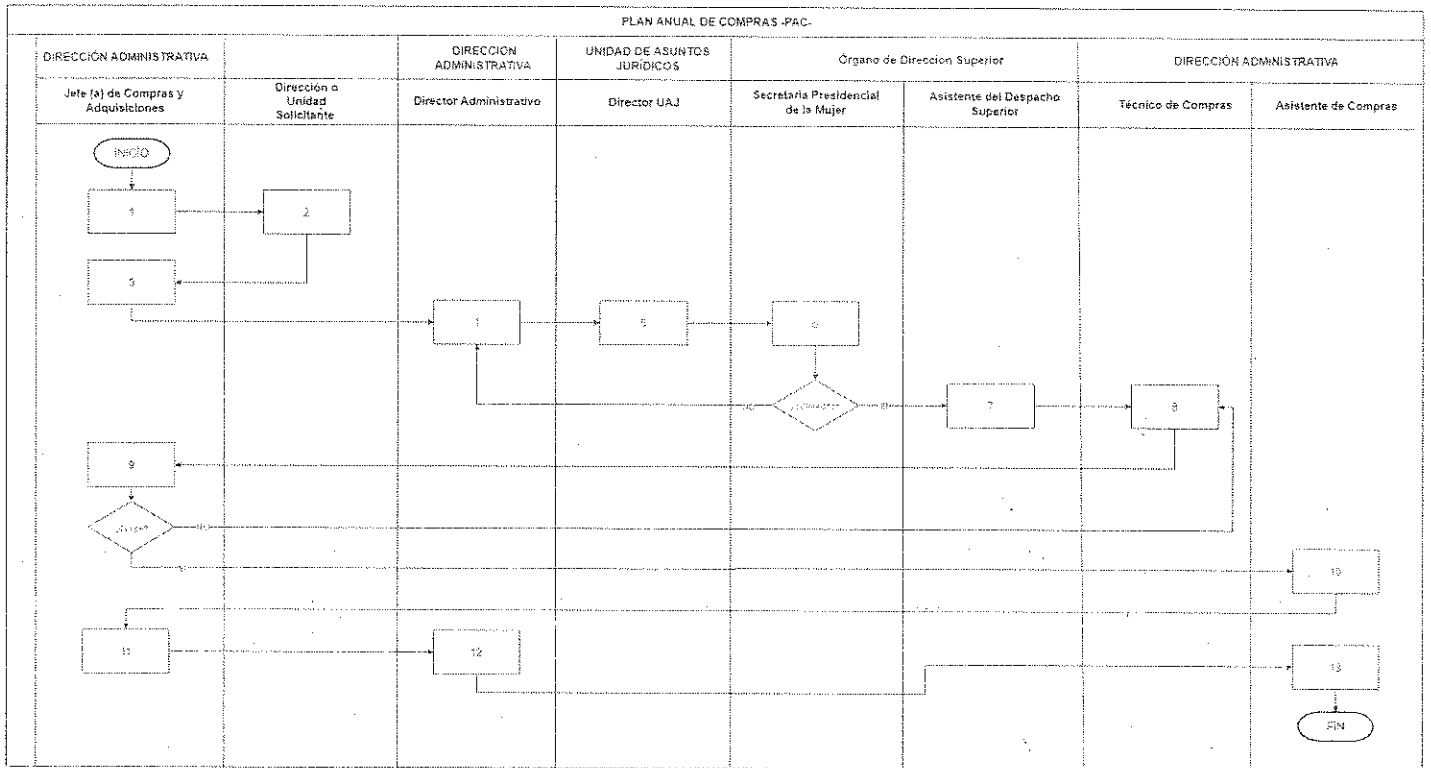 PLAN ANUAL DE COMPRAS -PAC-
DIRECCIÓN ADMINISTRATIVA
DIRECCIÓN
ADMINISTRATIVA
UNIDAD DE ASUNTOS
JURÍDICOS
Órgano de Direccion Superior
DIRECCIÓN ADMINISTRATIVA
Jefe (a) de Compras y
Adquisiciones
Dirección o
Unidad
Solicitante
Director Administrativo
Director UAJ
Secretaria Presidencial
de la Mujer
Asistente del Despacho
Superior
Técnico de Compras
Asistente de Compras
INICIO
1
2
3
5
7
8
9
NO
10
11
12
13
FIN